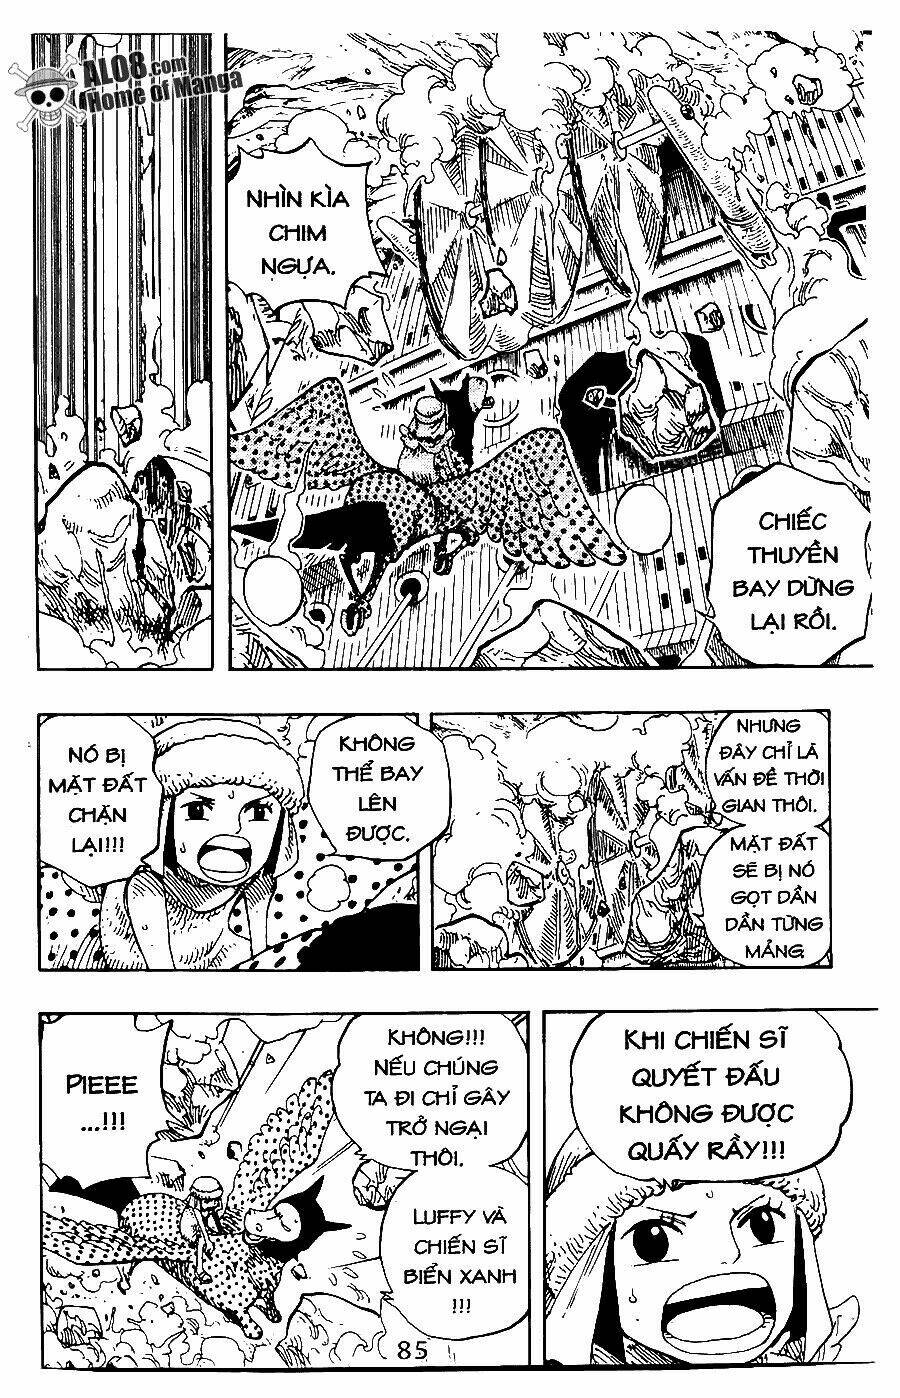 ALO8.com
Home of Manga
NHÌN KÌA
CHIM
NGỰA.
CHIẾC
THUYỀN
BAY DỪNG
LẠI RỒI.
NÓ BỊ
MẶT ĐẤT
CHẶN
LẠI!!!
KHÔNG
THỂ BAY
LÊN
ĐƯỢC.
NHƯNG
ĐÂY CHỈ LÀ
VẤN ĐỀ THỜI
GIAN THÔI.
MẶT ĐẤT
SẼ BỊ NÓ
GỌT DẦN
DẦN TỪNG
MẢNG.
PIEEE
...!!!
KHÔNG!!!
NẾU CHÚNG
TA ĐI CHỈ GÂY
TRỞ NGẠI
THÔI.
LUFFY VÀ
CHIẾN SĨ
BIỂN XANH
!!!
KHI CHIẾN SĨ
QUYẾT ĐẤU
KHÔNG ĐƯỢC
QUẤY RẦY!!!
85